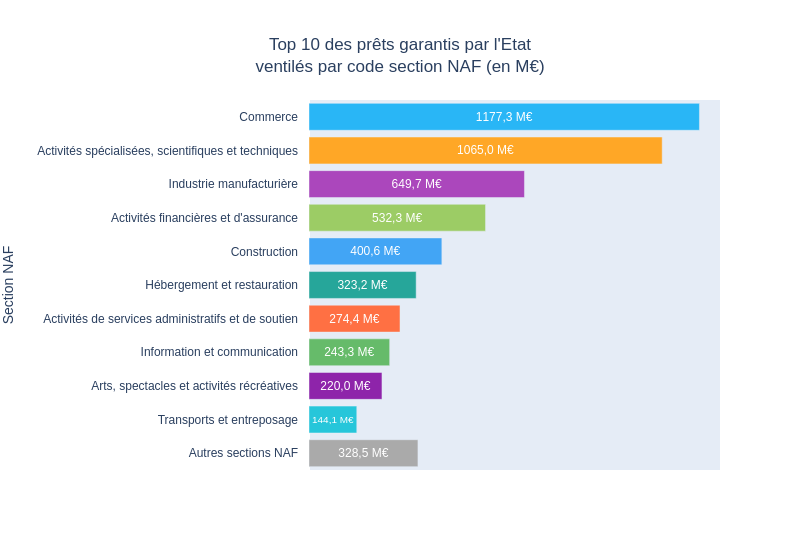 Top 10 des prêts garantis par l'Etat
ventilés par code section NAF (en M€)
Section NAF
Commerce 1177,3 M€
Activités spécialisées, scientifiques et techniques 1065,0 M€
Industrie manufacturière 649,7 M€
Activités financières et d'assurance 532,3 M€
Construction 400,6 M€
Hébergement et restauration 323,2 M€
Activités de services administratifs et de soutien 274,4 M€
Information et communication 243,3 M€
Arts, spectacles et activités récréatives 220,0 M€
Transports et entreposage 144,1 M€
Autres sections NAF 328,5 M€